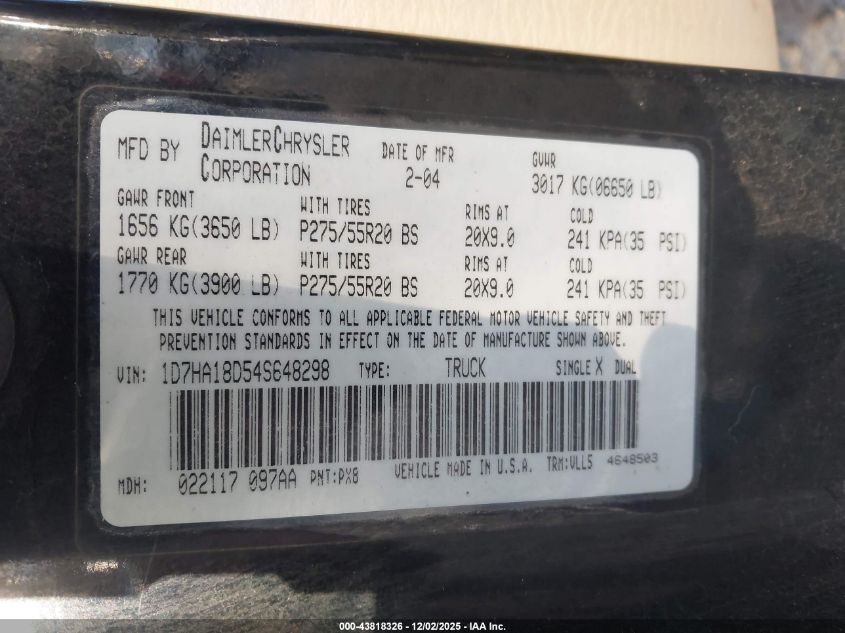 MFD BY DAIMLERCHRYSLER CORPORATION DATE OF MFR 2-04 GVWR 3017 KG(06650 LB)
GAWR FRONT WITH TIRES RIMS AT COLD
1656 KG(3650 LB) P275/55R20 BS 20X9.0 241 KPA(35 PSI)
GAWR REAR WITH TIRES RIMS AT COLD
1770 KG(3900 LB) P275/55R20 BS 20X9.0 241 KPA(35 PSI)
THIS VEHICLE CONFORMS TO ALL APPLICABLE FEDERAL MOTOR VEHICLE SAFETY AND THEFT
PREVENTION STANDARDS IN EFFECT ON THE DATE OF MANUFACTURE SHOWN ABOVE.
VIN: 1D7HA18D54S648298 TYPE: TRUCK SINGLE X DUAL
MDH: 022117 097AA PNT:PX8 VEHICLE MADE IN U.S.A. TRM:VLL5 4648503
000-43818326 - 12/02/2025 - IAA Inc.